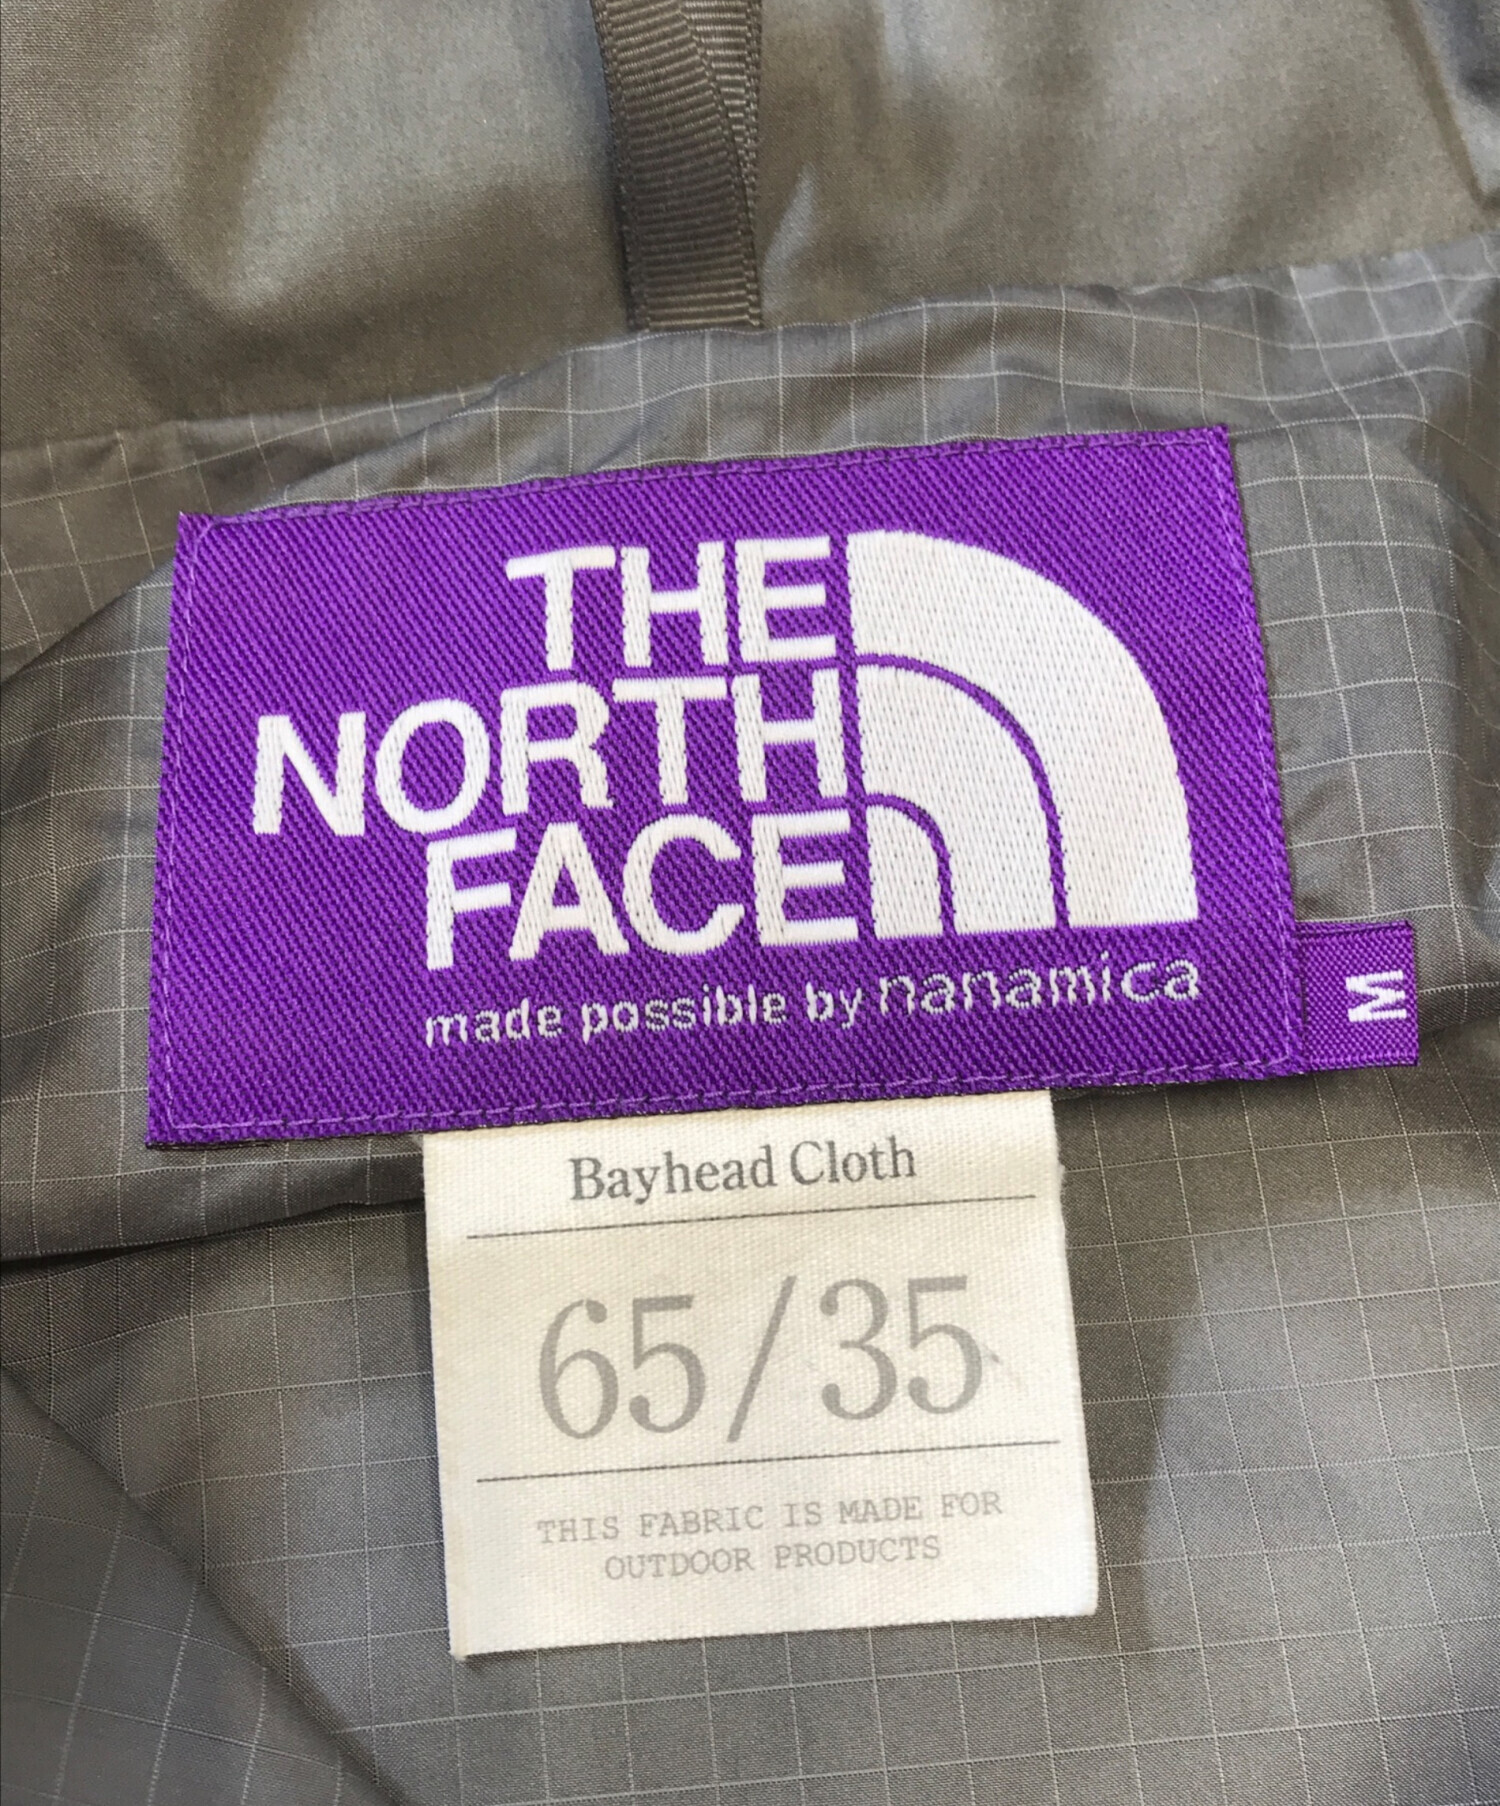 THE
NORTH
FACE
made possible by nanamica
M
Bayhead Cloth
65/35
THIS FABRIC IS MADE FOR
OUTDOOR PRODUCTS